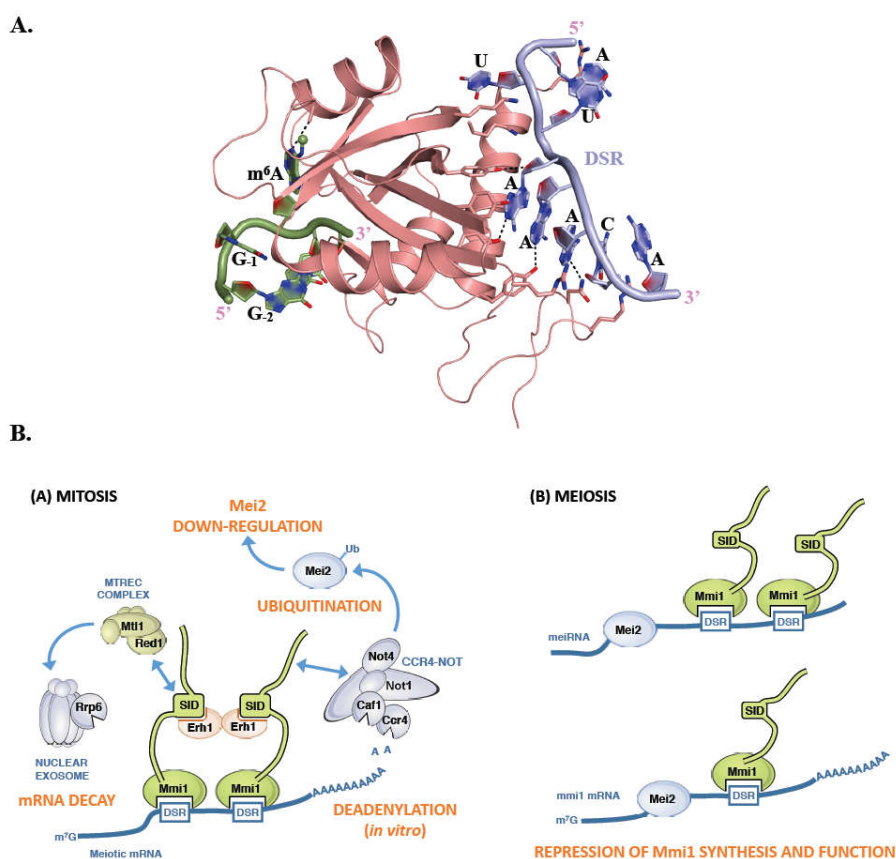 A.
5'
U
A
U
DSR
m⁶A
A
A
A
C
A
3'
G-1
3'
5'
G-2
B.
(A) MITOSIS
Mei2
DOWN-REGULATION
Ub
Mei2
UBIQUITINATION
MTREC
COMPLEX
Mtl1
Red1
Not4
CCR4-NOT
Not1
Caf1
Ccr4
A A
SID
SID
Erh1
Erh1
Rrp6
NUCLEAR
EXOSOME
mRNA DECAY
Mmi1
Mmi1
DSR
DSR
AAAAAAAA
DEADENYLATION
(in vitro)
m⁷G
Meiotic mRNA
(B) MEIOSIS
SID
SID
Mmi1
Mmi1
DSR
DSR
Mei2
meiRNA
SID
Mmi1
DSR
AAAAAAAA
mmi1 mRNA
Mei2
m⁷G
REPRESSION OF Mmi1 SYNTHESIS AND FUNCTION